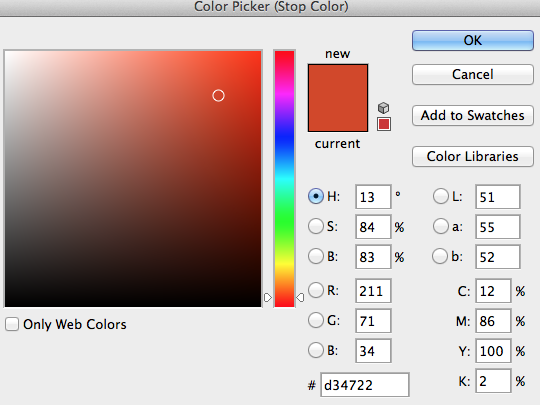 Color Picker (Stop Color)
new
current
OK
Cancel
Add to Swatches
Color Libraries
H: 13 °
L: 51
S: 84 %
a: 55
B: 83 %
b: 52
R: 211
C: 12 %
G: 71
M: 86 %
B: 34
Y: 100 %
# d34722
K: 2 %
Only Web Colors